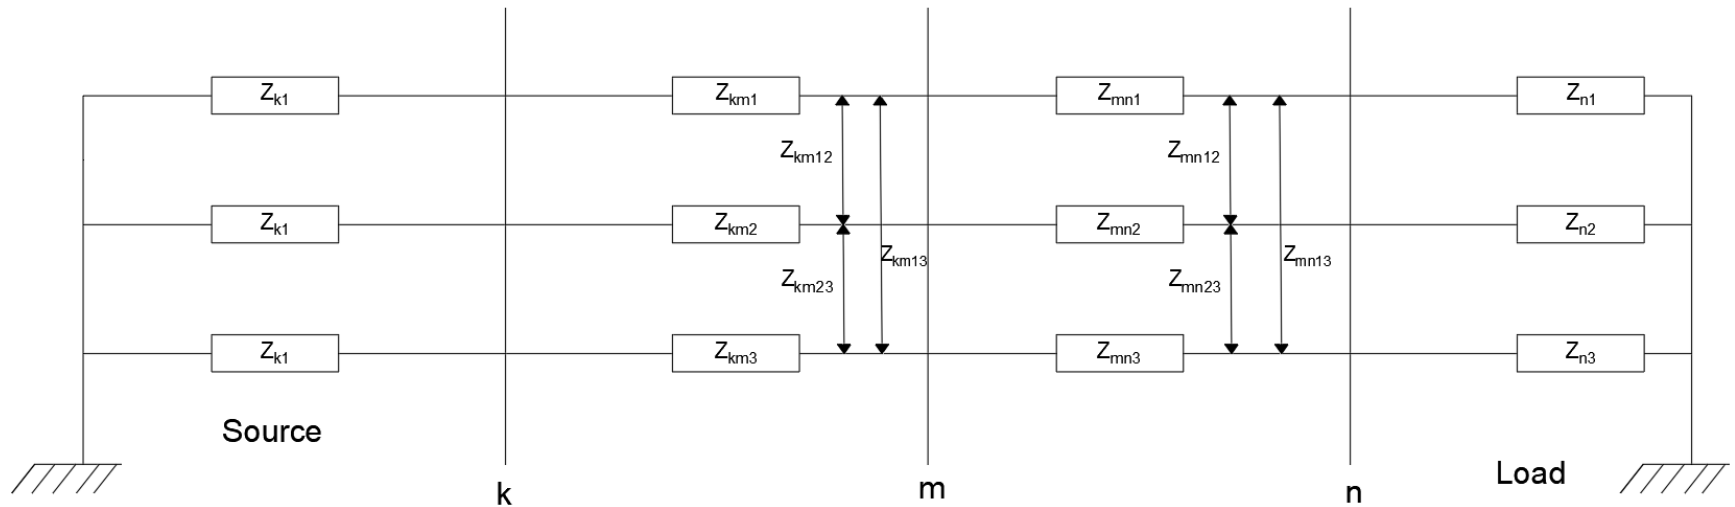 Zk1 Zkm1 Zmn1 Zn1
Zkm12 Zmn12
Zk1 Zkm2 Zmn2 Zn2
Zkm13 Zmn13
Zkm23 Zmn23
Zk1 Zkm3 Zmn3 Zn3
Source
Load
k m n